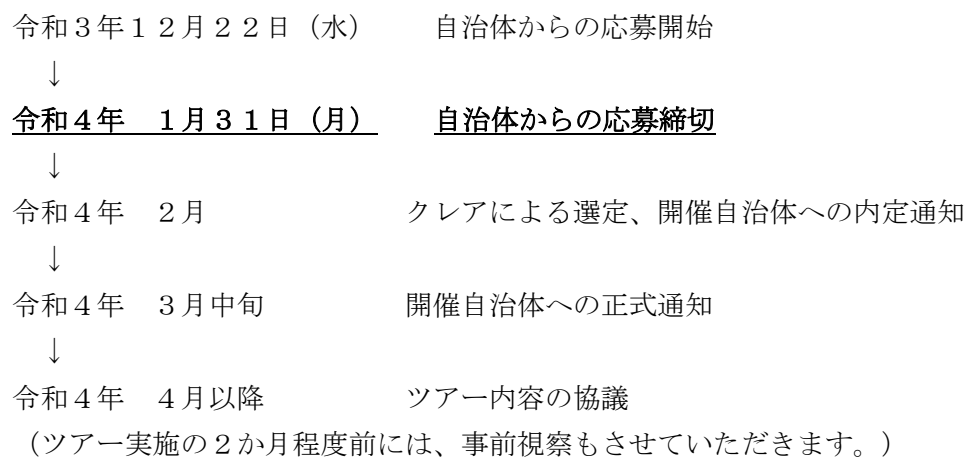 令和３年１２月２２日（水）　　自治体からの応募開始
↓
令和４年　１月３１日（月）　　自治体からの応募締切
↓
令和４年　２月　　　　　　　クレアによる選定、開催自治体への内定通知
↓
令和４年　３月中旬　　　　　開催自治体への正式通知
↓
令和４年　４月以降　　　　　ツアー内容の協議
（ツアー実施の２か月程度前には、事前視察もさせていただきます。）